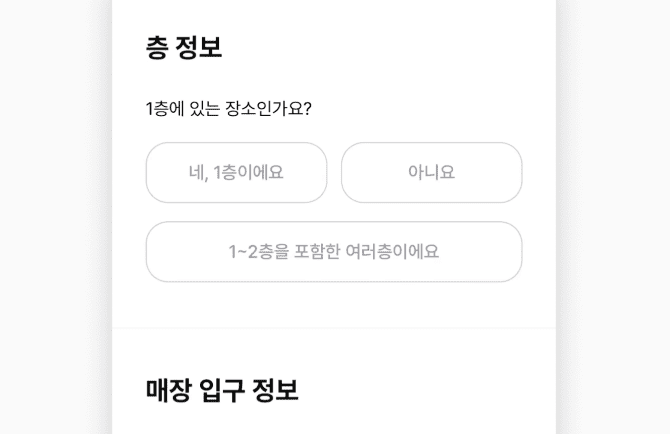 층 정보
1층에 있는 장소인가요?
네, 1층이에요
아니요
1~2층을 포함한 여러층이에요
매장 입구 정보